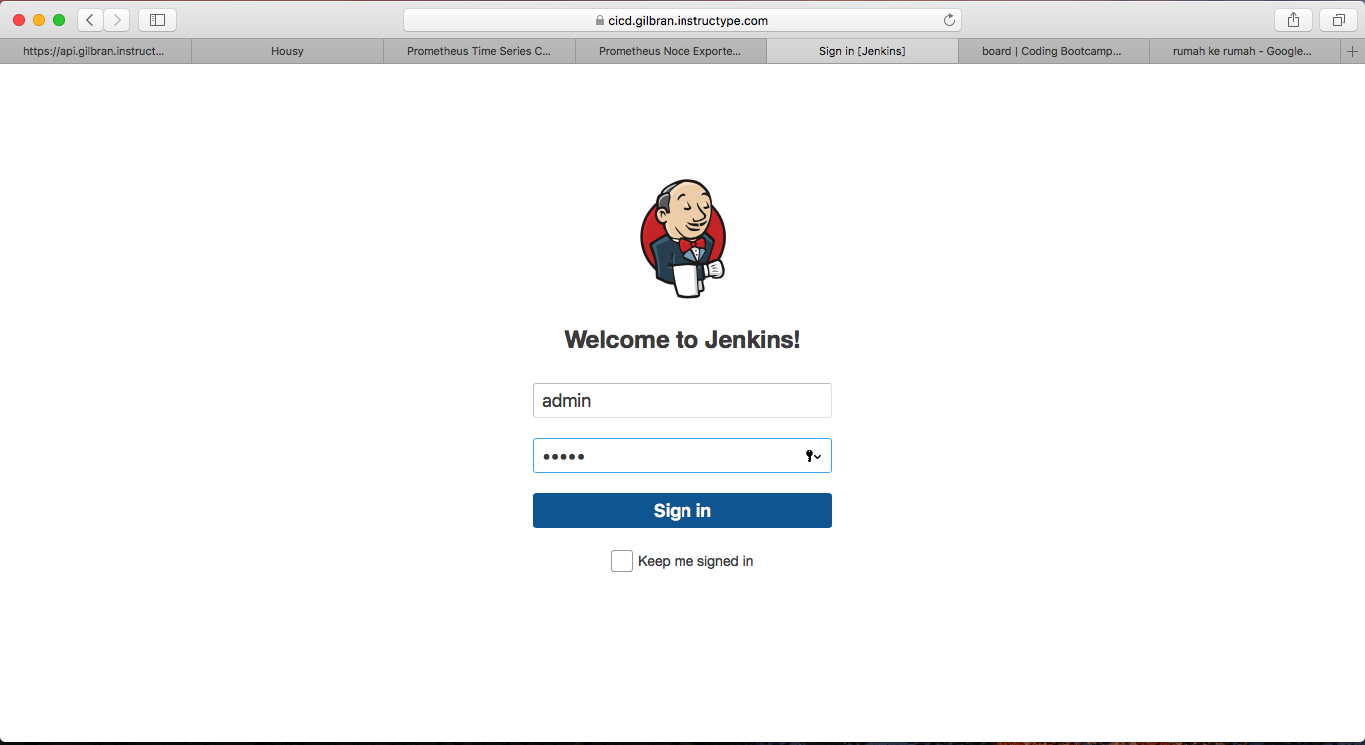 cicd.gilbran.instructype.com
https://api.gilbran.instruct...
Housy
Prometheus Time Series C...
Prometheus Noce Exporte...
Sign in [Jenkins]
board | Coding Bootcamp...
rumah ke rumah - Google...
Welcome to Jenkins!
admin
•••••
Sign in
Keep me signed in